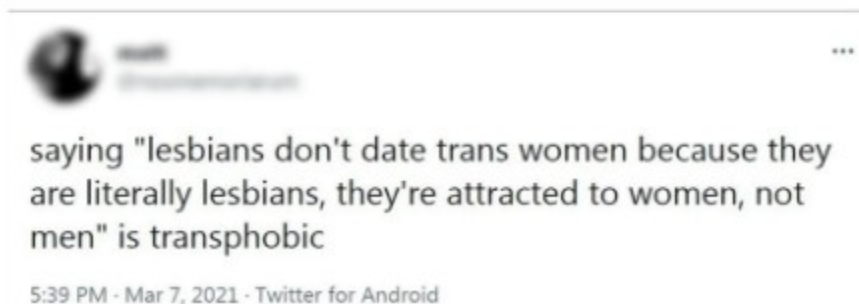 saying "lesbians don't date trans women because they
are literally lesbians, they're attracted to women, not
men" is transphobic
5:39 PM · Mar 7, 2021 · Twitter for Android